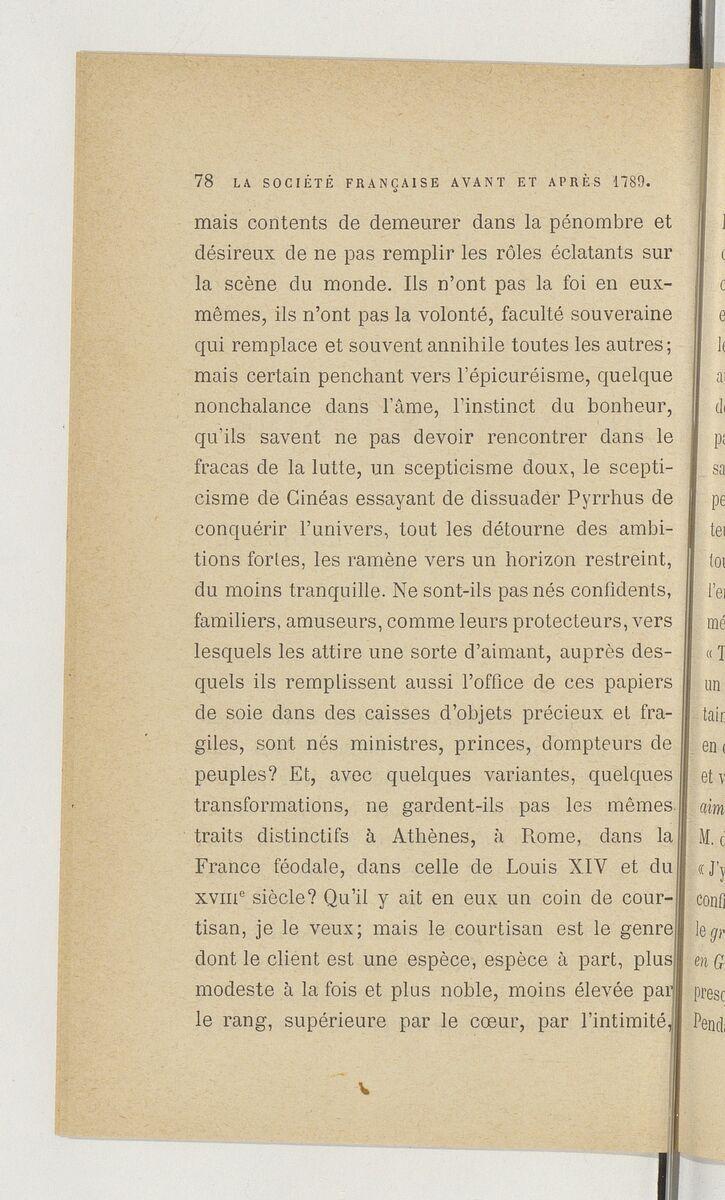 78 LA SOCIÉTÉ FRANÇAISE AVANT ET APRÈS 1789.
mais contents de demeurer dans la pénombre et
désireux de ne pas remplir les rôles éclatants sur
la scène du monde. Ils n'ont pas la foi en eux-
mêmes, ils n'ont pas la volonté, faculté souveraine
qui remplace et souvent annihile toutes les autres;
mais certain penchant vers l'épicuréisme, quelque
nonchalance dans l'âme, l'instinct du bonheur,
qu'ils savent ne pas devoir rencontrer dans le
fracas de la lutte, un scepticisme doux, le scepti-
cisme de Cinéas essayant de dissuader Pyrrhus de
conquérir l'univers, tout les détourne des ambi-
tions fortes, les ramène vers un horizon restreint,
du moins tranquille. Ne sont-ils pas nés confidents,
familiers, amuseurs, comme leurs protecteurs, vers
lesquels les attire une sorte d'aimant, auprès des-
quels ils remplissent aussi l'office de ces papiers
de soie dans des caisses d'objets précieux et fra-
giles, sont nés ministres, princes, dompteurs de
peuples? Et, avec quelques variantes, quelques
transformations, ne gardent-ils pas les mêmes
traits distinctifs à Athènes, à Rome, dans la
France féodale, dans celle de Louis XIV et du
XVIIIe siècle? Qu'il y ait en eux un coin de cour-
tisan, je le veux; mais le courtisan est le genre
dont le client est une espèce, espèce à part, plus
modeste à la fois et plus noble, moins élevée par
le rang, supérieure par le cœur, par l'intimité,